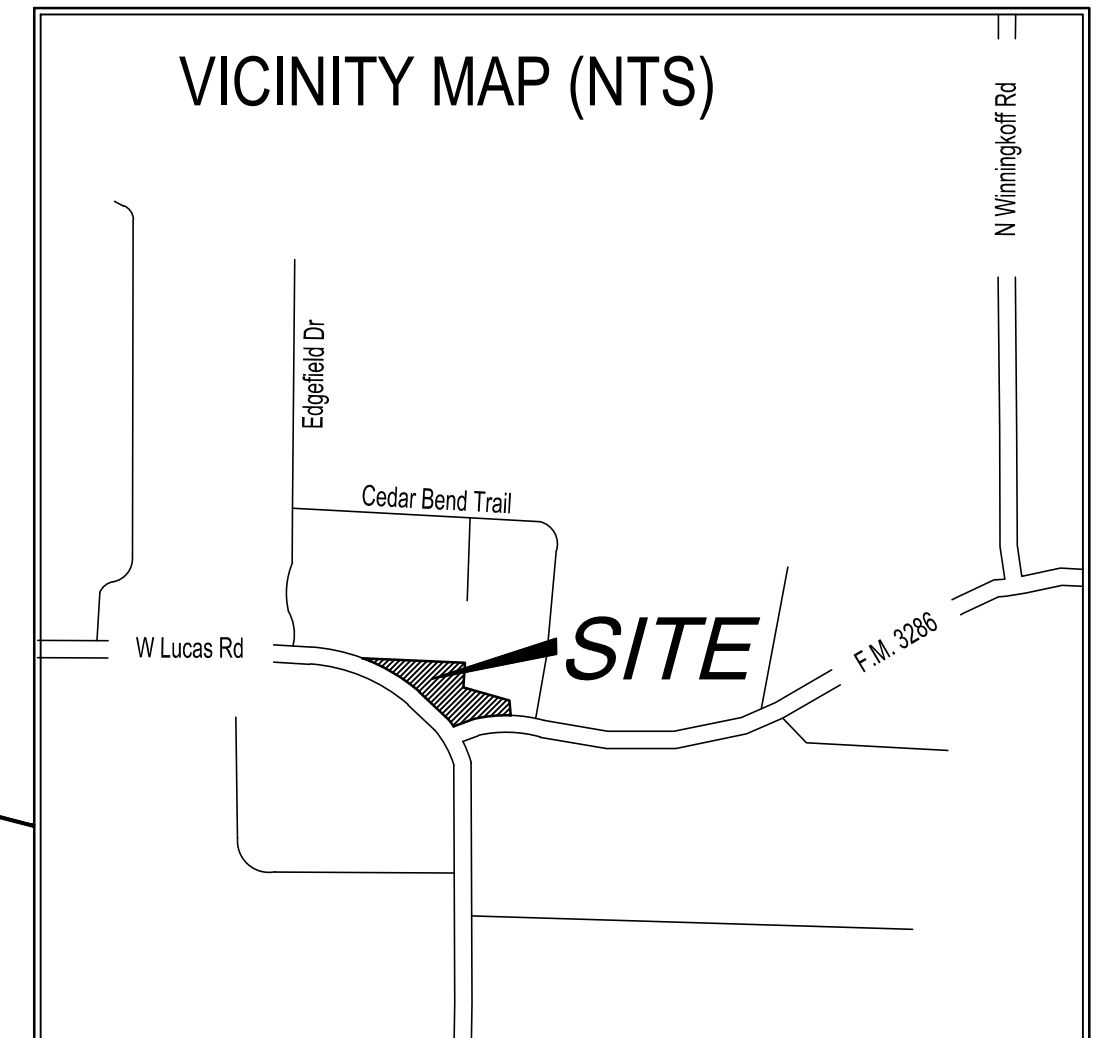 VICINITY MAP (NTS)
N Winningkoff Rd
Edgefield Dr
Cedar Bend Trail
SITE
W Lucas Rd
F.M. 3286